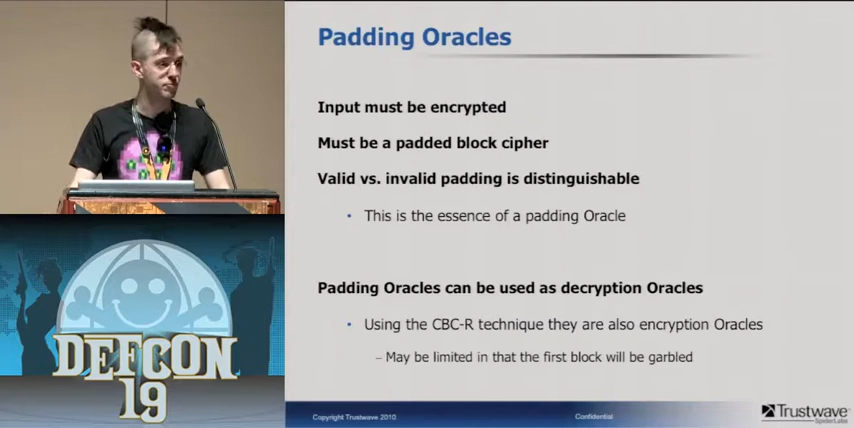 Padding Oracles
Input must be encrypted
Must be a padded block cipher
Valid vs. invalid padding is distinguishable
• This is the essence of a padding Oracle
Padding Oracles can be used as decryption Oracles
• Using the CBC-R technique they are also encryption Oracles
– May be limited in that the first block will be garbled
Copyright Trustwave 2010
Confidential
Trustwave
SpiderLabs
DEFCON
19